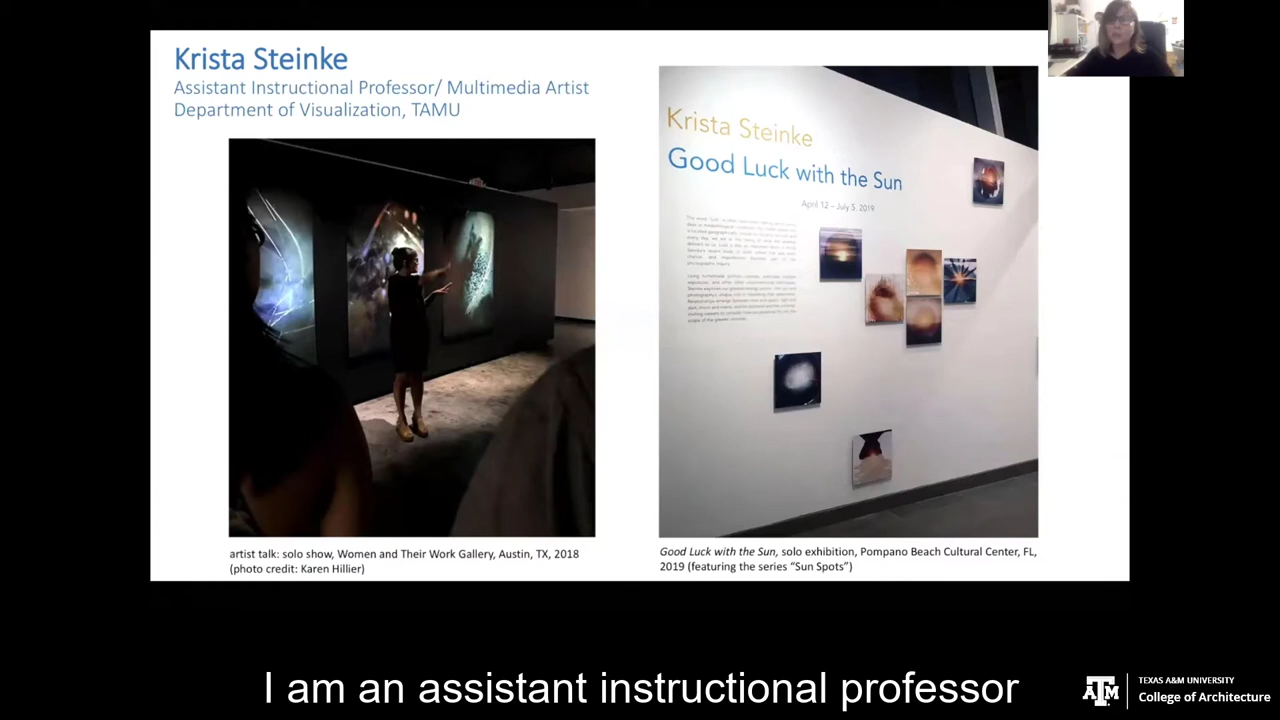 Krista Steinke
Assistant Instructional Professor/ Multimedia Artist
Department of Visualization, TAMU
Krista Steinke
Good Luck with the Sun
April 12 – July 5, 2019
artist talk: solo show, Women and Their Work Gallery, Austin, TX, 2018
(photo credit: Karen Hillier)
Good Luck with the Sun, solo exhibition, Pompano Beach Cultural Center, FL,
2019 (featuring the series “Sun Spots”)
I am an assistant instructional professor
ATM
TEXAS A&M UNIVERSITY
College of Architecture